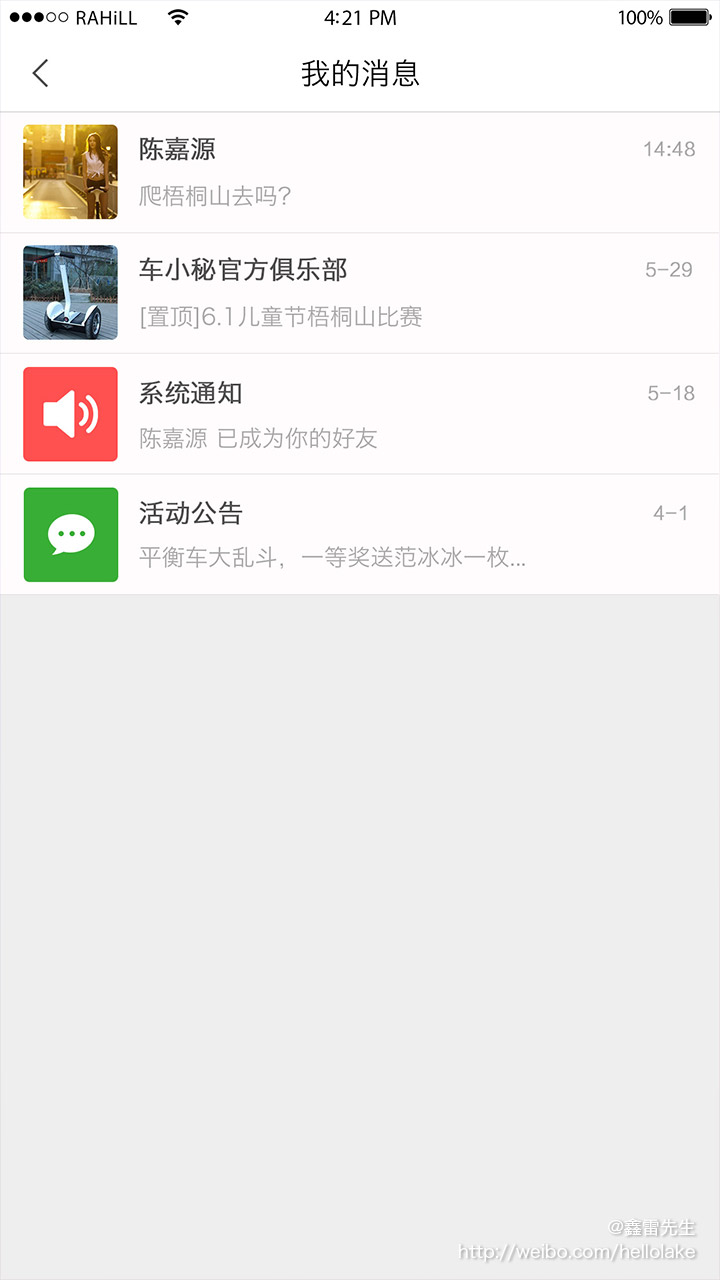 RAHiLL 4:21 PM 100%
我的消息
陈嘉源 14:48
爬梧桐山去吗?
车小秘官方俱乐部 5-29
[置顶]6.1儿童节梧桐山比赛
系统通知 5-18
陈嘉源 已成为你的好友
活动公告 4-1
平衡车大乱斗，一等奖送范冰冰一枚...
@鑫雷先生
http://weibo.com/hellolake